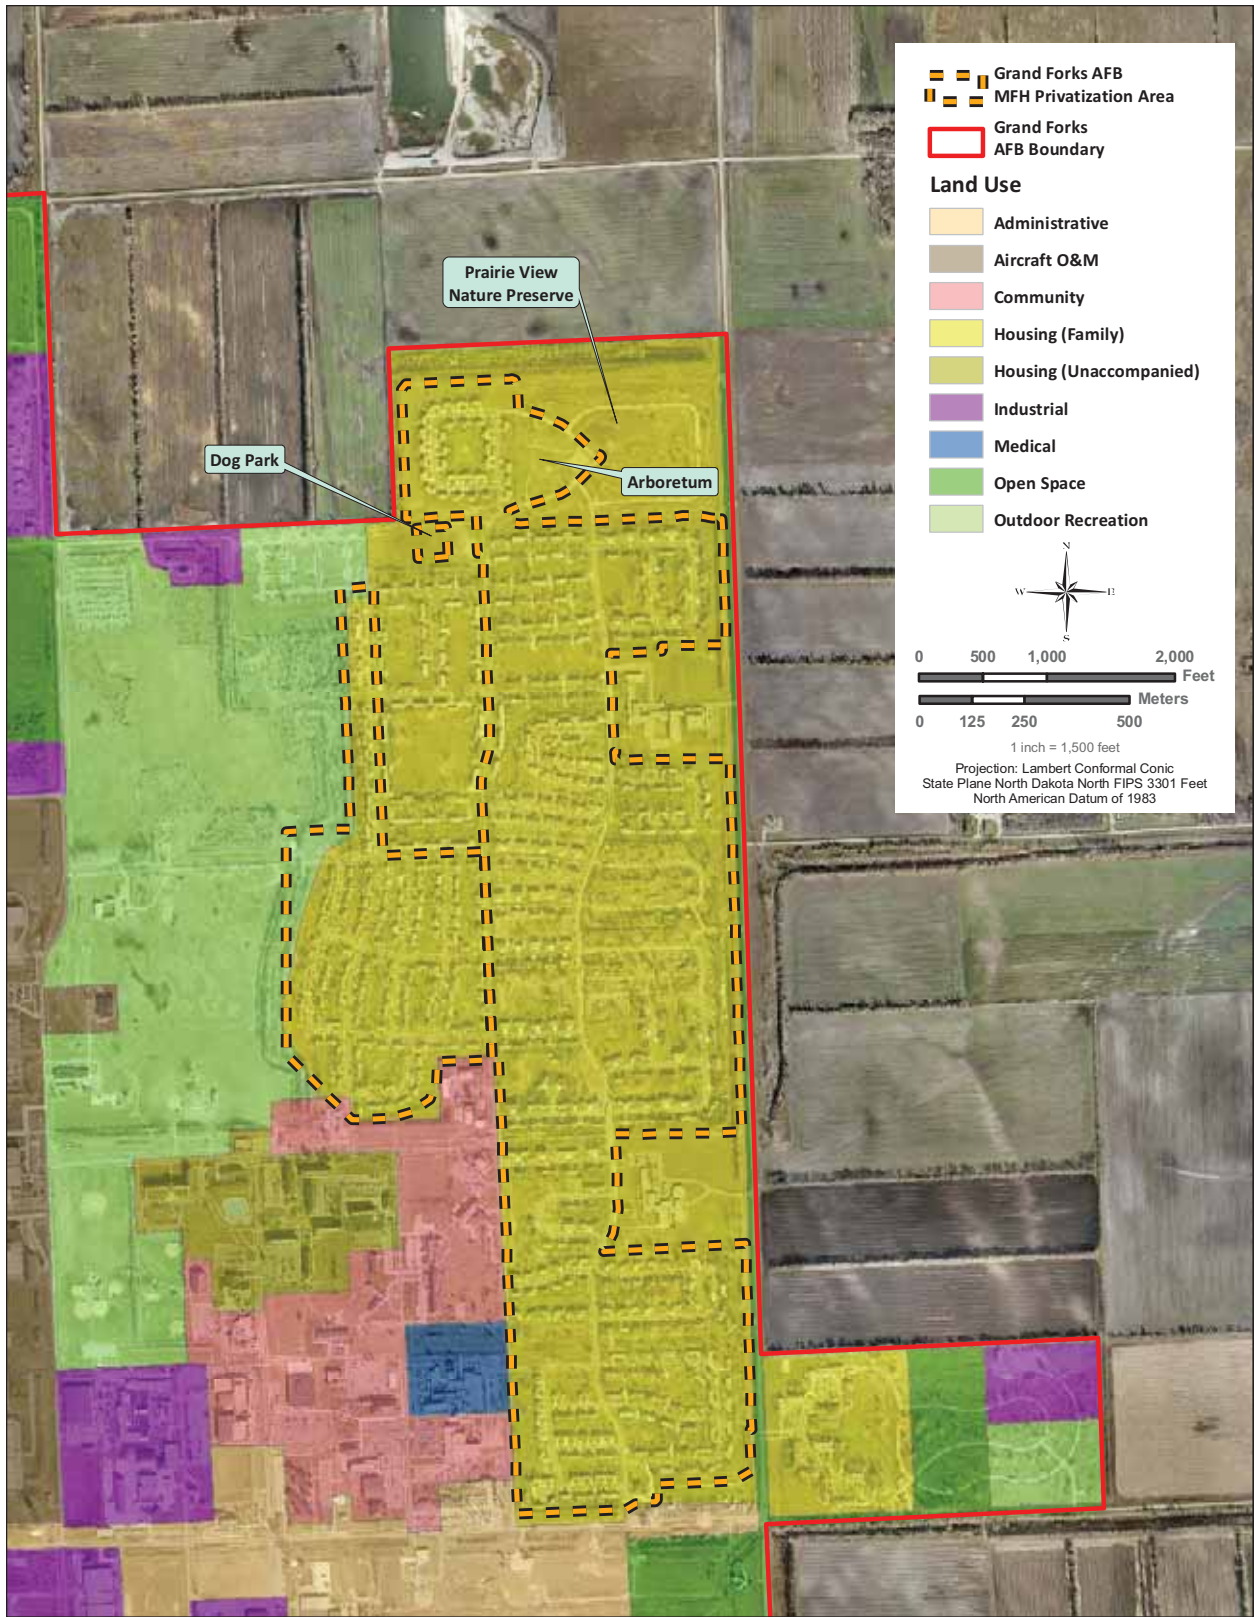 Grand Forks AFB
MFH Privatization Area
Grand Forks
AFB Boundary
Land Use
Administrative
Aircraft O&M
Community
Housing (Family)
Housing (Unaccompanied)
Industrial
Medical
Open Space
Outdoor Recreation
N
W E
S
0 500 1,000 2,000
Feet
Meters
0 125 250 500
1 inch = 1,500 feet
Projection: Lambert Conformal Conic
State Plane North Dakota North FIPS 3301 Feet
North American Datum of 1983
Prairie View
Nature Preserve
Dog Park
Arboretum